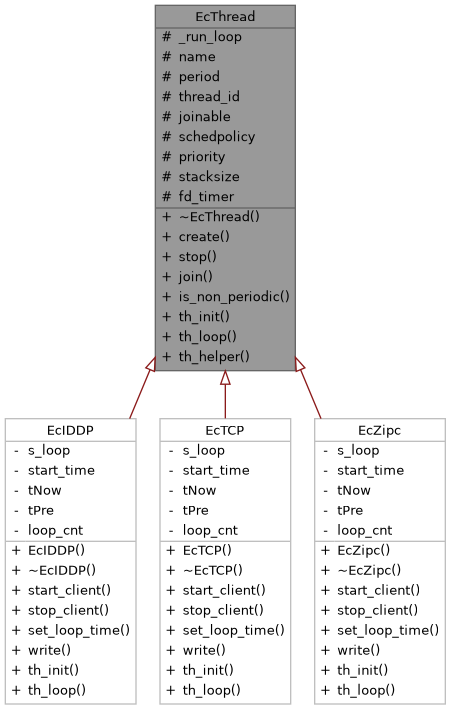 EcThread
# _run_loop
# name
# period
# thread_id
# joinable
# schedpolicy
# priority
# stacksize
# fd_timer
+ ~EcThread()
+ create()
+ stop()
+ join()
+ is_non_periodic()
+ th_init()
+ th_loop()
+ th_helper()
EcIDDP
- s_loop
- start_time
- tNow
- tPre
- loop_cnt
+ EcIDDP()
+ ~EcIDDP()
+ start_client()
+ stop_client()
+ set_loop_time()
+ write()
+ th_init()
+ th_loop()
EcTCP
- s_loop
- start_time
- tNow
- tPre
- loop_cnt
+ EcTCP()
+ ~EcTCP()
+ start_client()
+ stop_client()
+ set_loop_time()
+ write()
+ th_init()
+ th_loop()
EcZipc
- s_loop
- start_time
- tNow
- tPre
- loop_cnt
+ EcZipc()
+ ~EcZipc()
+ start_client()
+ stop_client()
+ set_loop_time()
+ write()
+ th_init()
+ th_loop()